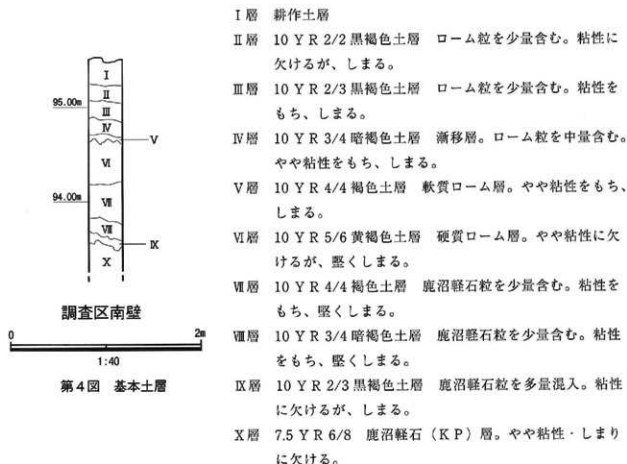 I
II
95.00m
III
IV
V
VI
94.00m
VII
VIII
IX
X
調査区南壁
0 2m
1:40
第4図 基本土層
I層 耕作土層
II層 10YR2/2黒褐色土層 ローム粒を少量含む。粘性に
欠けるが、しまる。
III層 10YR2/3黒褐色土層 ローム粒を少量含む。粘性を
もち、しまる。
IV層 10YR3/4暗褐色土層 漸移層。ローム粒を中量含む。
やや粘性をもち、しまる。
V層 10YR4/4褐色土層 軟質ローム層。やや粘性をもち、
しまる。
VI層 10YR5/6黄褐色土層 硬質ローム層。やや粘性に欠
けるが、堅くしまる。
VII層 10YR4/4褐色土層 鹿沼軽石粒を少量含む。粘性を
もち、堅くしまる。
VIII層 10YR3/4暗褐色土層 鹿沼軽石粒を少量含む。粘性
をもち、堅くしまる。
IX層 10YR2/3黒褐色土層 鹿沼軽石粒を多量混入。粘性
に欠けるが、しまる。
X層 7.5YR6/8 鹿沼軽石(KP)層。やや粘性・しまり
に欠ける。